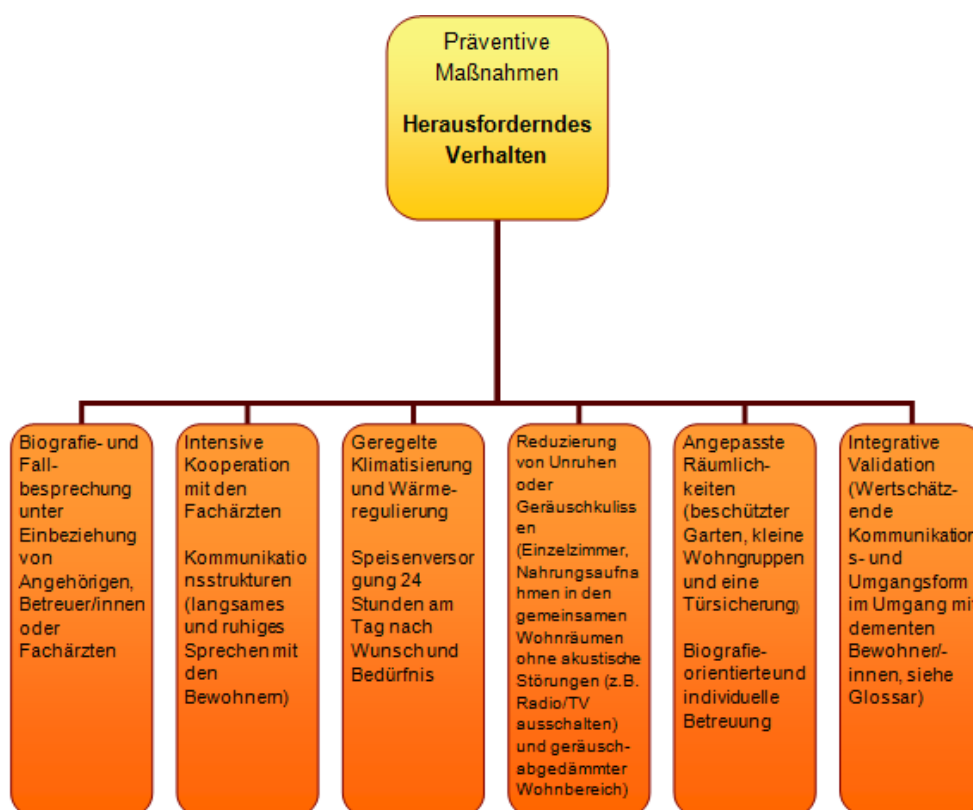 Präventive
Maßnahmen
Herausforderndes
Verhalten
Biografie- und
Fall-
besprechung
unter
Einbeziehung
von
Angehörigen,
Betreuer/innen
oder
Fachärzten
Intensive
Kooperation
mit den
Fachärzten
Kommunikatio
nsstrukturen
(langsames
und ruhiges
Sprechen mit
den
Bewohnern)
Geregelte
Klimatisierung
und Wärme-
regulierung
Speisenversor
gung 24
Stunden am
Tag nach
Wunsch und
Bedürfnis
Reduzierung
von Unruhen
oder
Geräuschkuliss
en
(Einzelzimmer,
Nahrungsaufna
hmen in den
gemeinsamen
Wohnräumen
ohne akustische
Störungen (z.B.
Radio/TV
ausschalten)
und geräusch-
abgedämmter
Wohnbereich)
Angepasste
Räumlich-
keiten
(beschützter
Garten, kleine
Wohngruppen
und eine
Türsicherung)
Biografie-
orientierte und
individuelle
Betreuung
Integrative
Validation
(Wertschätz-
ende
Kommunikation
s- und
Umgangsform
im Umgang mit
dementen
Bewohner/-
innen, siehe
Glossar)